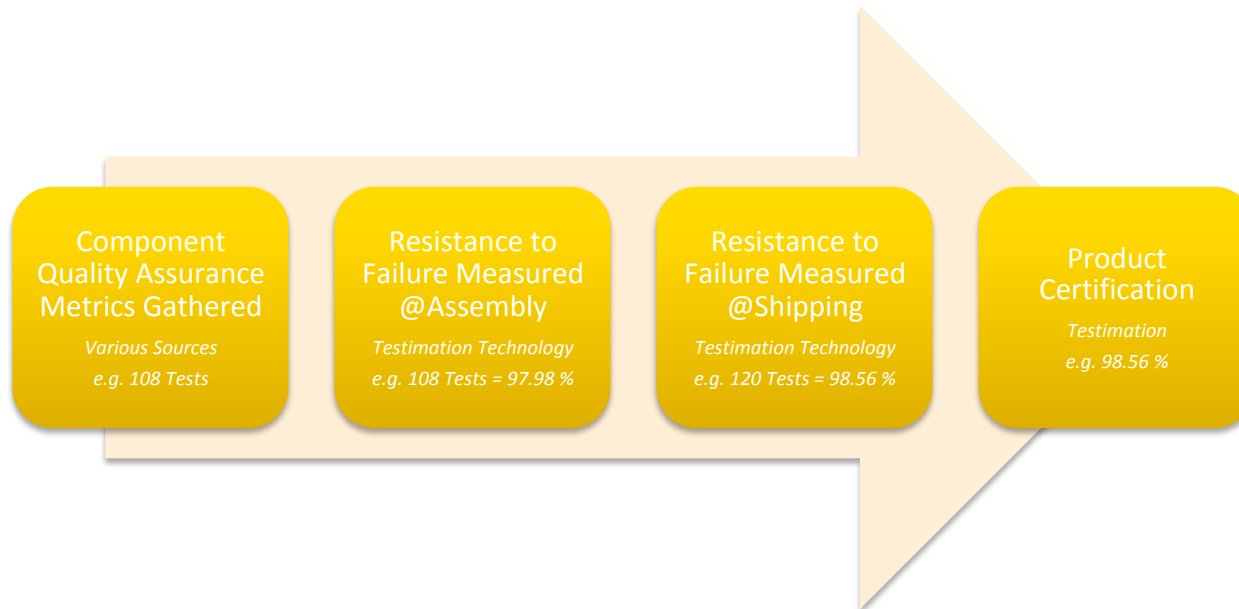 Component
Quality Assurance
Metrics Gathered
Various Sources
e.g. 108 Tests
Resistance to
Failure Measured
@Assembly
Testimation Technology
e.g. 108 Tests = 97.98 %
Resistance to
Failure Measured
@Shipping
Testimation Technology
e.g. 120 Tests = 98.56 %
Product
Certification
Testimation
e.g. 98.56 %